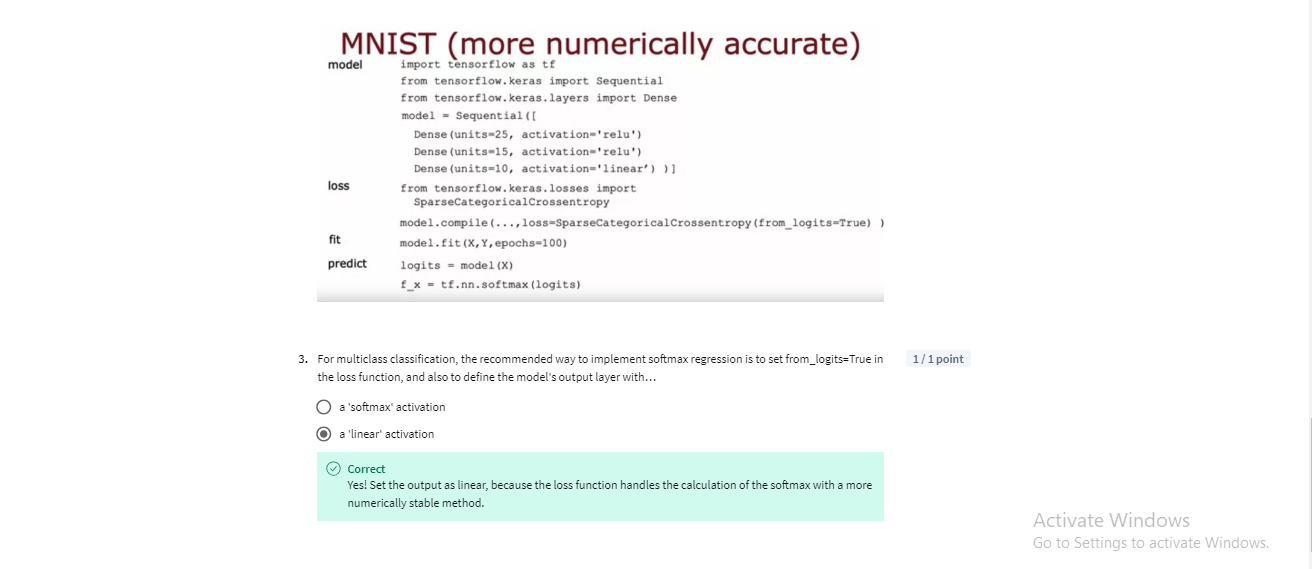 MNIST (more numerically accurate)
model
import tensorflow as tf
from tensorflow.keras import Sequential
from tensorflow.keras.layers import Dense
model = Sequential([
Dense(units=25, activation='relu')
Dense(units=15, activation='relu')
Dense(units=10, activation='linear') )]
loss
from tensorflow.keras.losses import
SparseCategoricalCrossentropy
model.compile(...,loss=SparseCategoricalCrossentropy(from_logits=True) )
fit
model.fit(X,Y,epochs=100)
predict
logits = model(X)
f_x = tf.nn.softmax(logits)
3. For multiclass classification, the recommended way to implement softmax regression is to set from_logits=True in
the loss function, and also to define the model's output layer with...
1 / 1 point
a 'softmax' activation
a 'linear' activation
Correct
Yes! Set the output as linear, because the loss function handles the calculation of the softmax with a more
numerically stable method.
Activate Windows
Go to Settings to activate Windows.